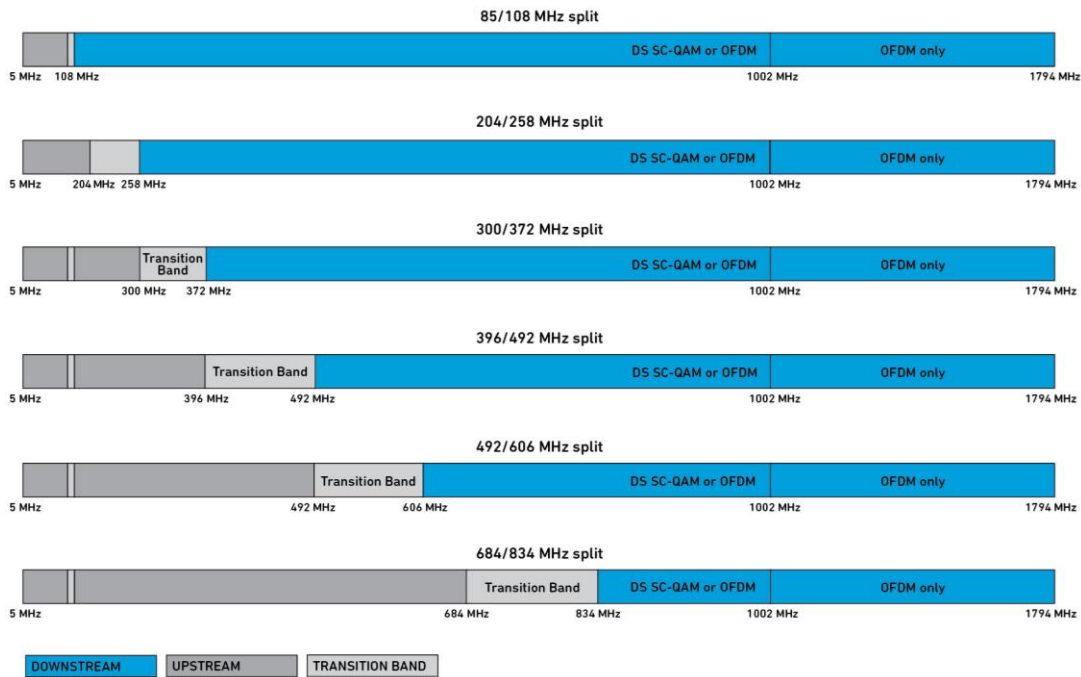 85/108 MHz split
DS SC-QAM or OFDM OFDM only
5 MHz 108 MHz 1002 MHz 1794 MHz
204/258 MHz split
DS SC-QAM or OFDM OFDM only
5 MHz 204 MHz 258 MHz 1002 MHz 1794 MHz
300/372 MHz split
Transition
Band DS SC-QAM or OFDM OFDM only
5 MHz 300 MHz 372 MHz 1002 MHz 1794 MHz
396/492 MHz split
Transition Band DS SC-QAM or OFDM OFDM only
5 MHz 396 MHz 492 MHz 1002 MHz 1794 MHz
492/606 MHz split
Transition Band DS SC-QAM or OFDM OFDM only
5 MHz 492 MHz 606 MHz 1002 MHz 1794 MHz
684/834 MHz split
Transition Band DS SC-QAM or OFDM OFDM only
5 MHz 684 MHz 834 MHz 1002 MHz 1794 MHz
DOWNSTREAM UPSTREAM TRANSITION BAND